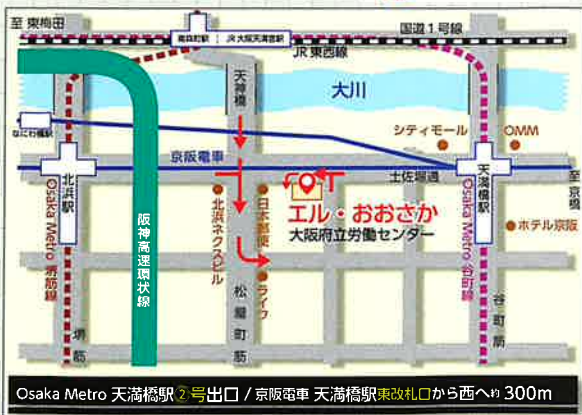 至 東梅田
南森町駅
JR 大阪天満宮駅
国道1号線
JR東西線
天神橋
大川
なにわ橋駅
シティモール
OMM
京阪電車
土佐堀通
北浜駅
天満橋駅
至 京橋
Osaka Metro 堺筋線
阪神高速環状線
北浜ネクスビル
日本郵便
エル・おおさか
大阪府立労働センター
Osaka Metro 谷町線
ホテル京阪
ライフ
堺筋
松屋町筋
谷町筋
Osaka Metro 天満橋駅②号出口 / 京阪電車 天満橋駅東改札口から西へ約 300m